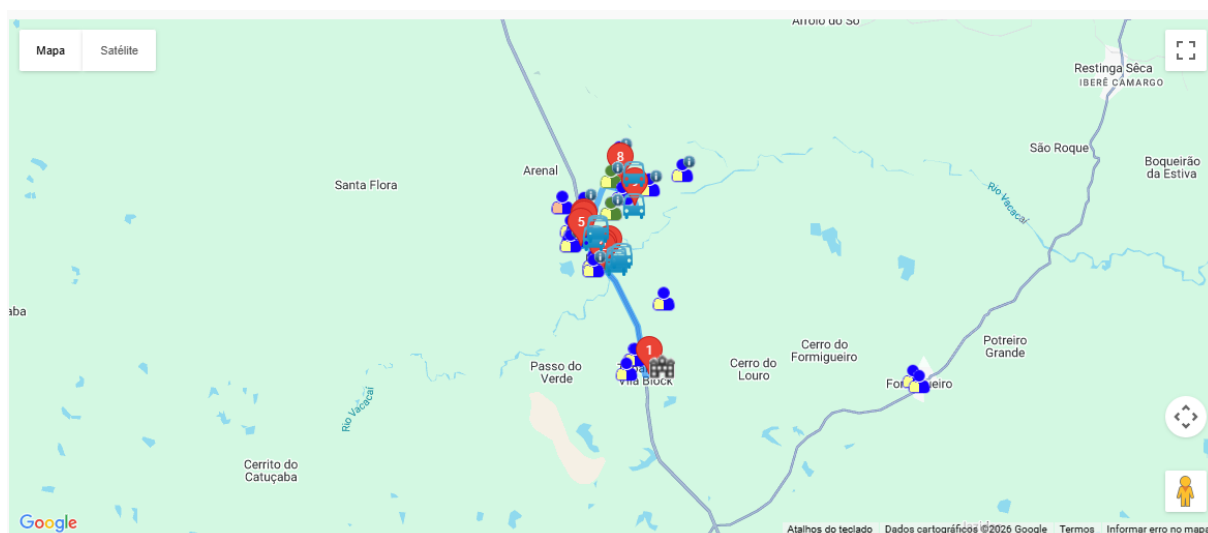 Arroio do Só
Mapa
Satélite
Restinga Sêca
IBERÊ CAMARGO
8
São Roque
Arenal
Boqueirão
da Estiva
Santa Flora
Rio Vacacaí
5
Cerro do
Formigueiro
Potreiro
Grande
1
Passo do
Verde
Cerro do
Louro
Vila Block
Rio Vacacaí
Cerrito do
Catuçaba
Google
Atalhos do teclado
Dados cartográficos ©2026 Google
Termos
Informar erro no mapa